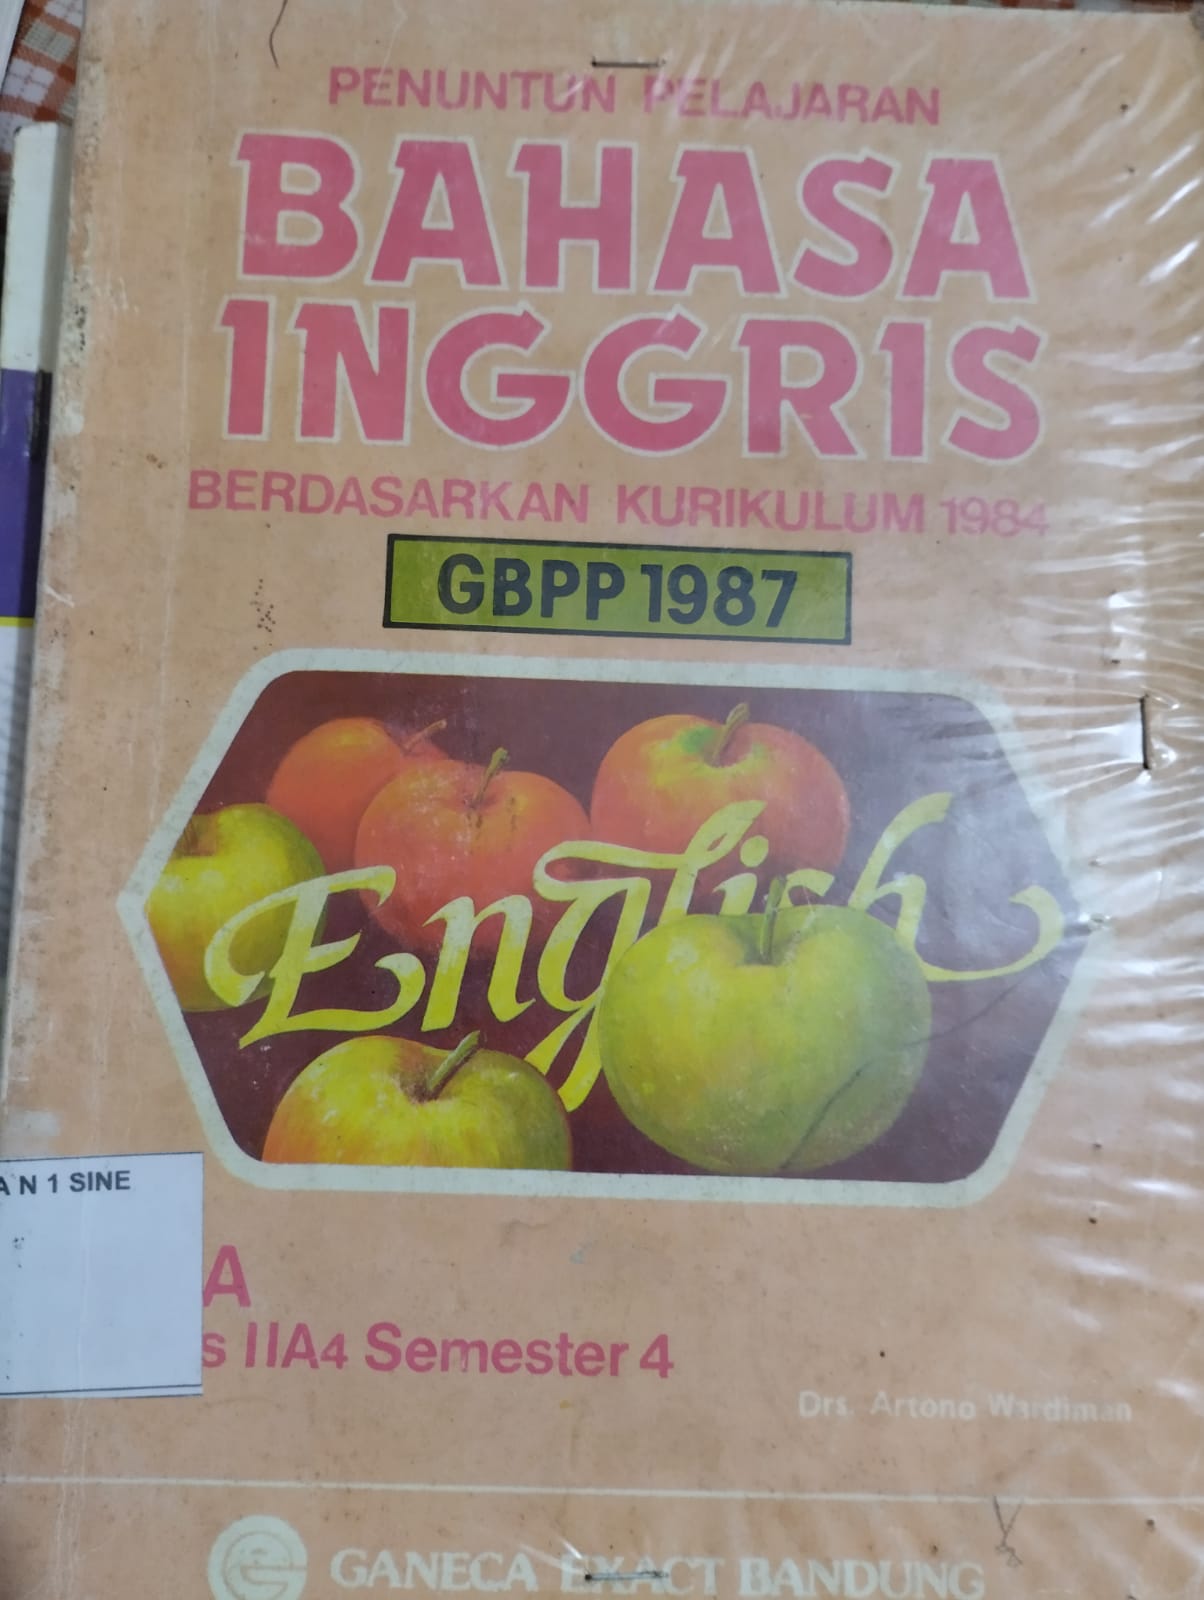 PENUNTUN PELAJARAN
BAHASA
INGGRIS
BERDASARKAN KURIKULUM 1984
GBPP 1987
English
A N 1 SINE
A
s IIA4 Semester 4
Drs. Artono Wardiman
GANECA EXACT BANDUNG